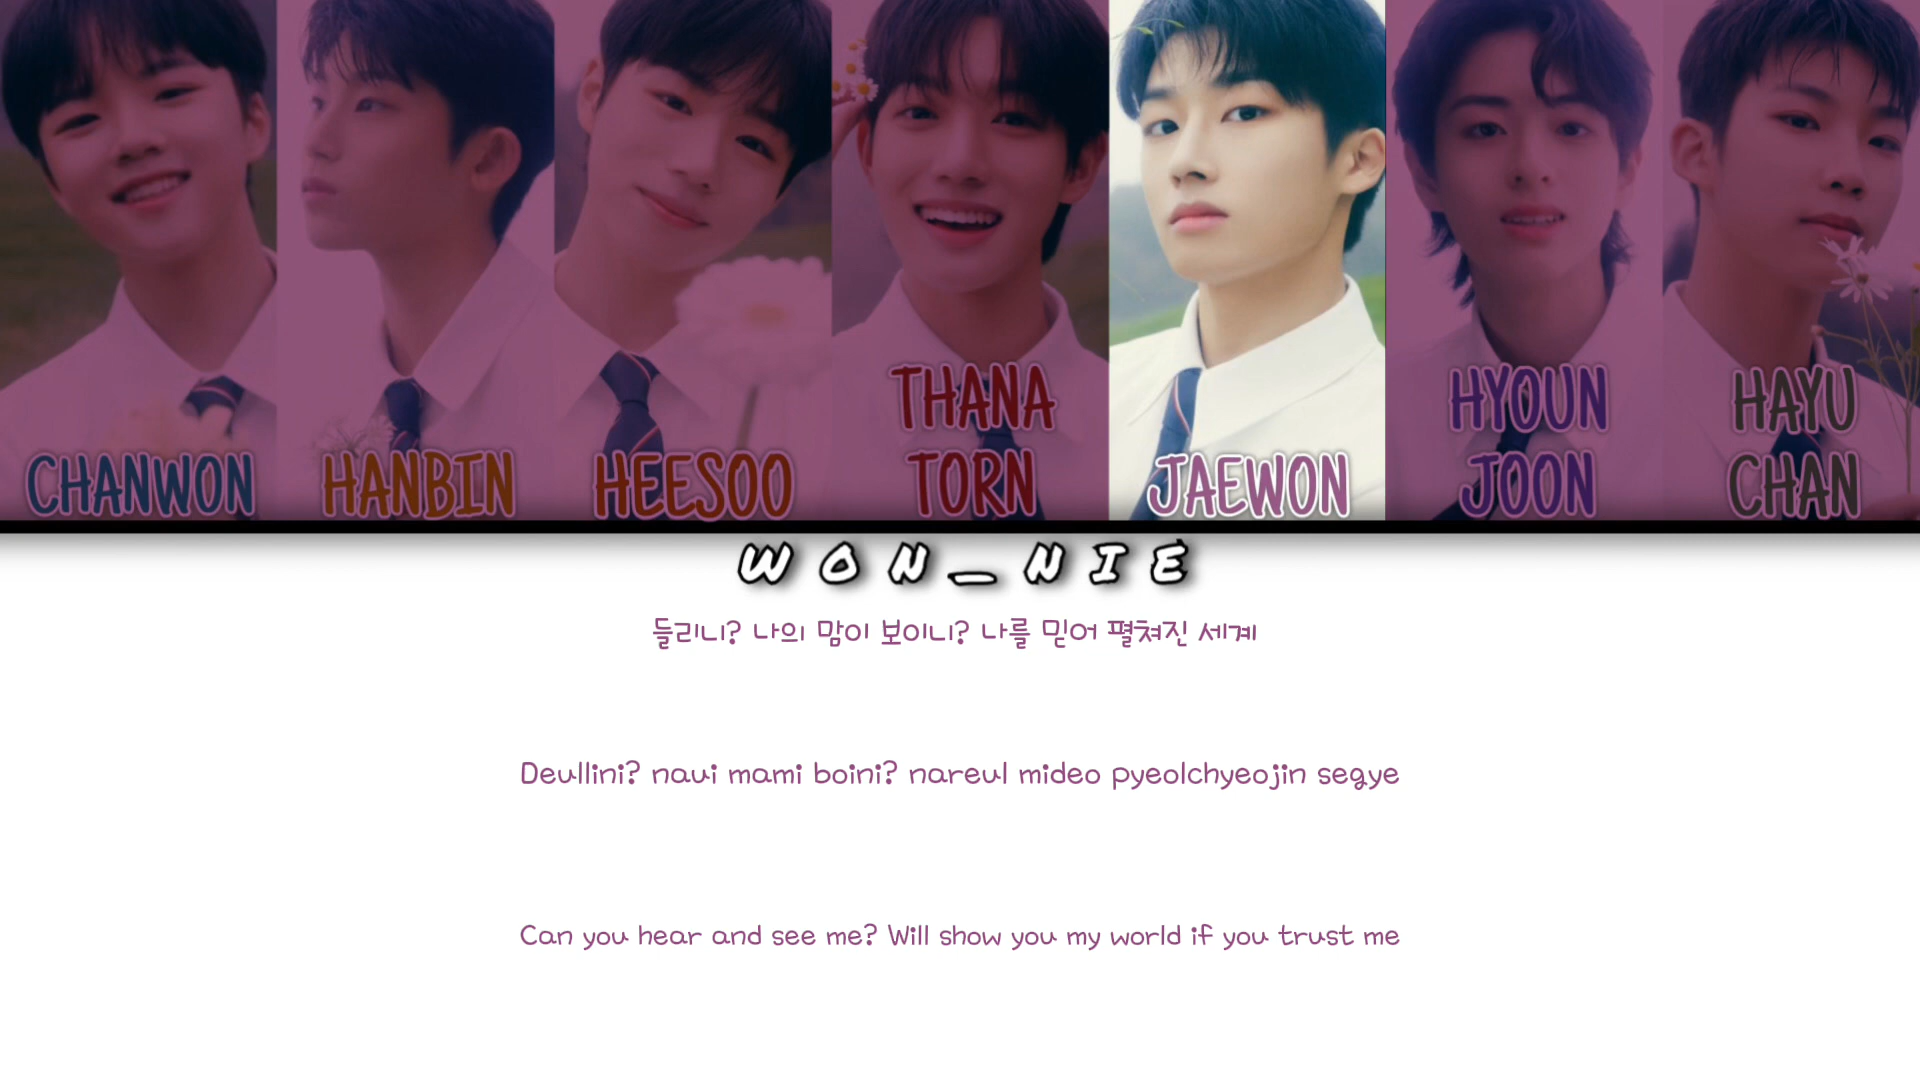 CHANWON
HANBIN
HEESOO
THANA
TORN
JAEWON
HYOUN
JOON
HAYU
CHAN
WON_NIE
들리니? 나의 맘이 보이니? 나를 믿어 펼쳐진 세계
Deullini? naui mami boini? nareul mideo pyeolchyeojin segye
Can you hear and see me? Will show you my world if you trust me